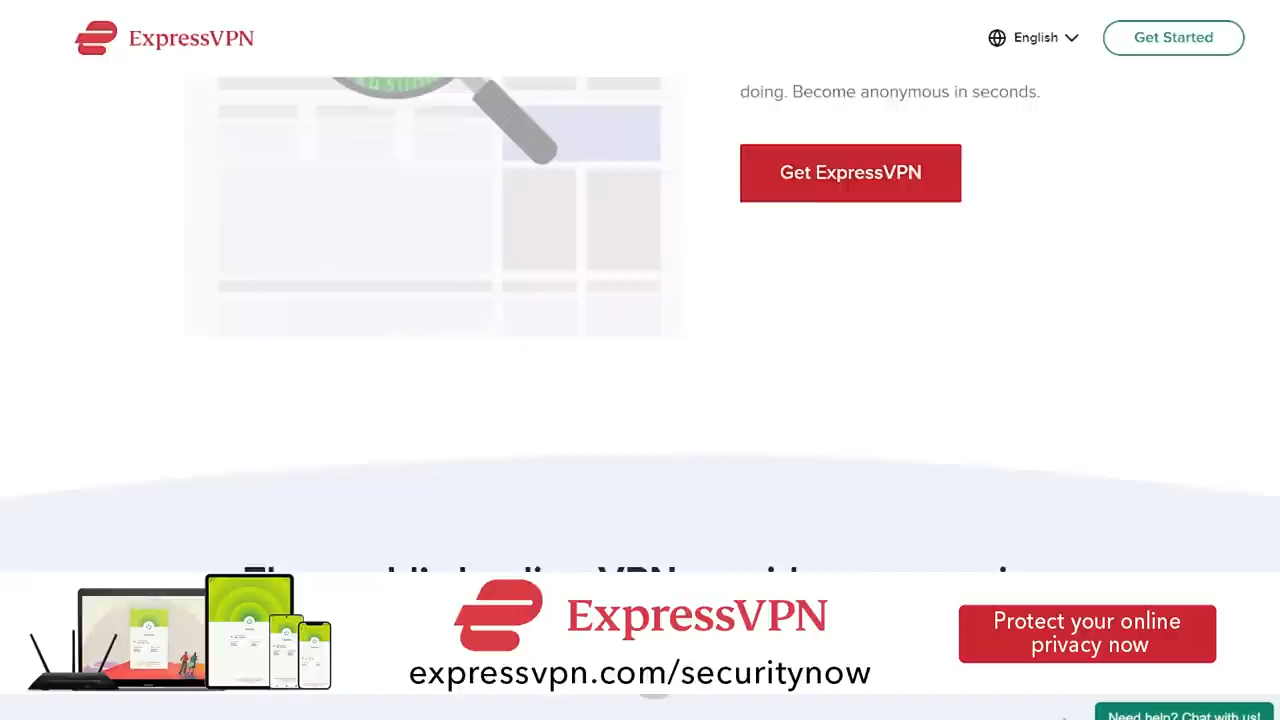 ExpressVPN
English
Get Started
doing. Become anonymous in seconds.
Get ExpressVPN
ExpressVPN
expressvpn.com/securitynow
Protect your online
privacy now
Need help? Chat with us!